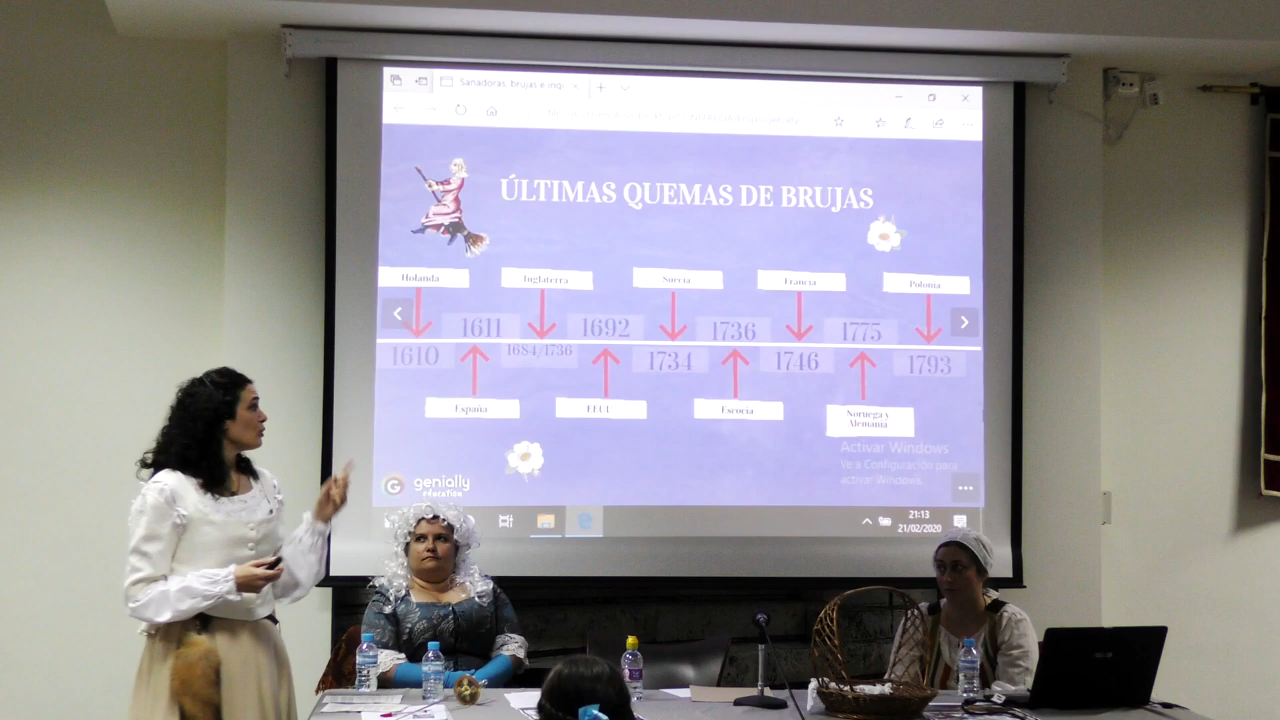 Sanadoras, brujas e inqu
ÚLTIMAS QUEMAS DE BRUJAS
Holanda
Inglaterra
Suecia
Francia
Polonia
1611
1692
1736
1775
1610
1684/1736
1734
1746
1793
España
EEUU
Escocia
Noruega y
Alemania
Activar Windows
Ve a Configuración para
activar Windows.
G genially
education
21:13
21/02/2020